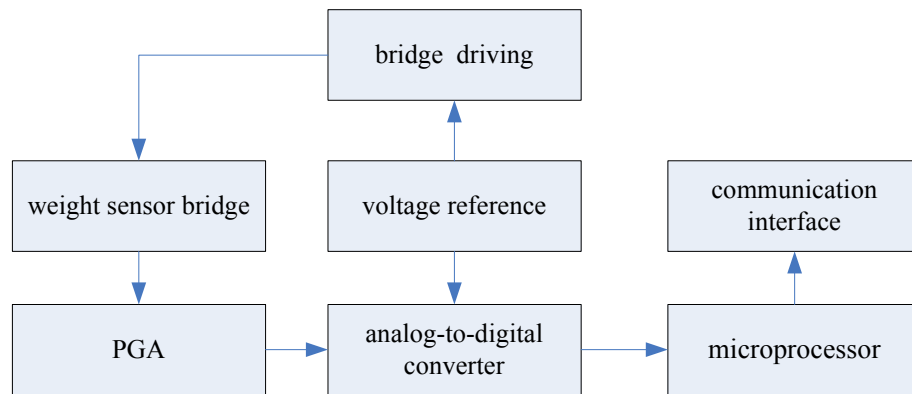 bridge driving
weight sensor bridge
voltage reference
communication
interface
PGA
analog-to-digital
converter
microprocessor